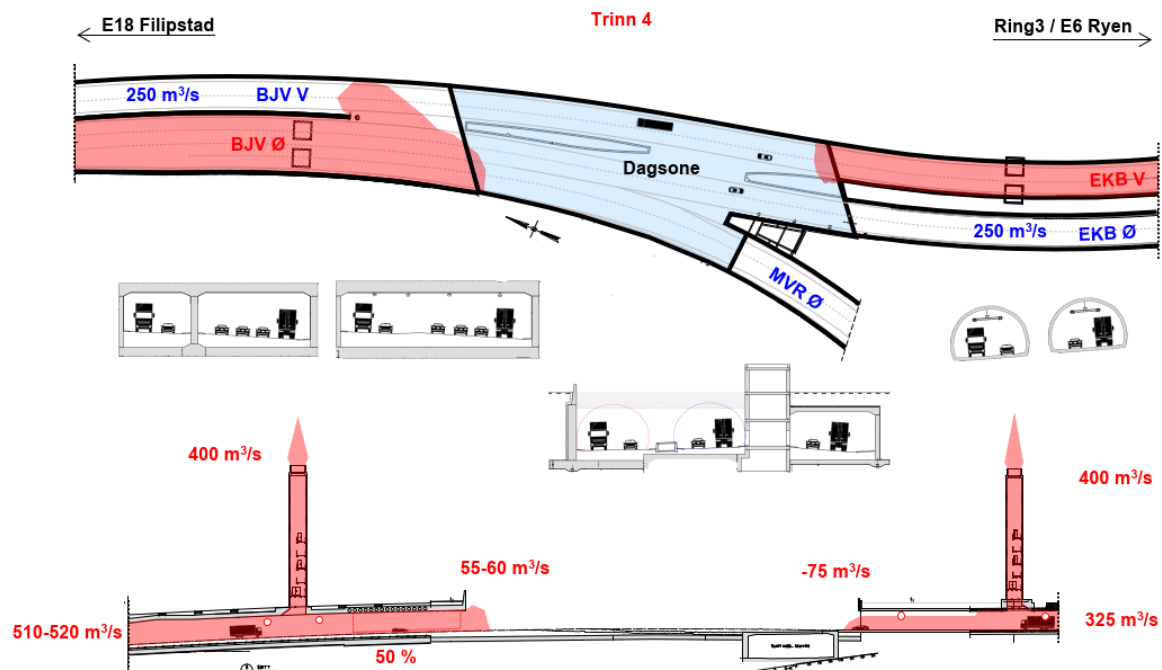 E18 Filipstad
Trinn 4
Ring3 / E6 Ryen
250 m³/s
BJV V
BJV Ø
Dagsone
EKB V
250 m³/s
EKB Ø
MVR Ø
400 m³/s
400 m³/s
55-60 m³/s
-75 m³/s
510-520 m³/s
325 m³/s
50 %